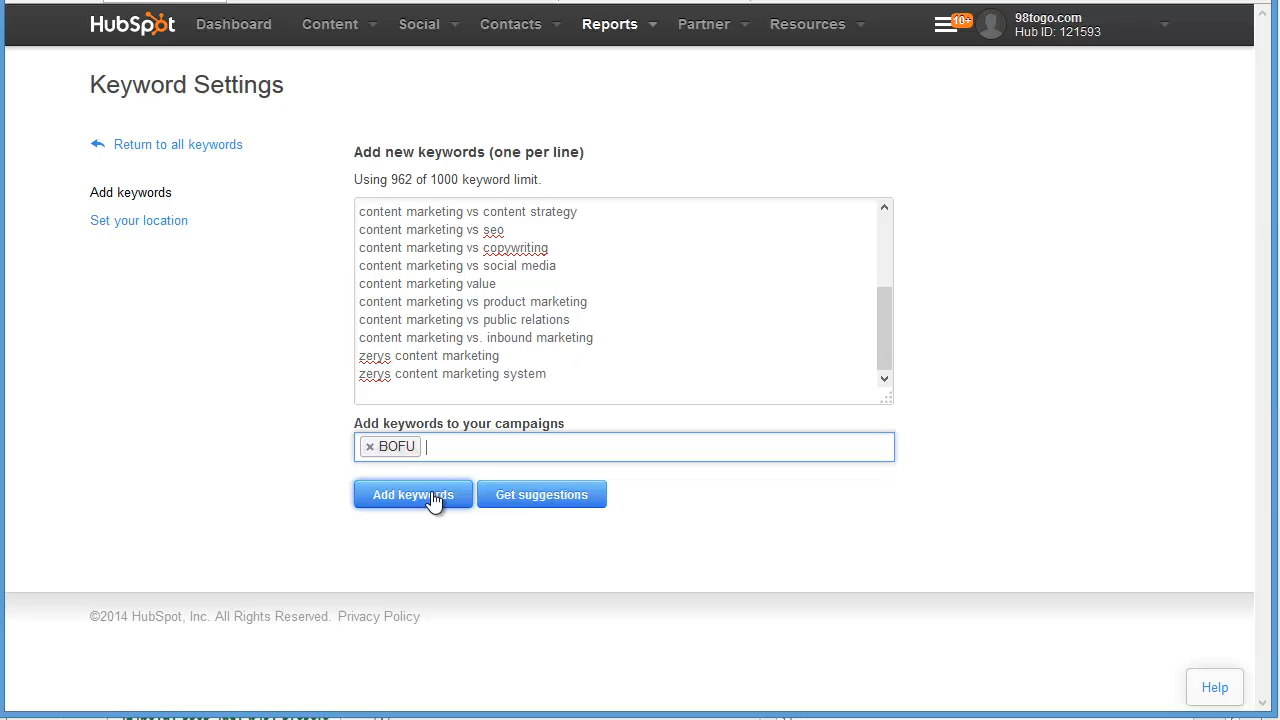 HubSpot Dashboard Content Social Contacts Reports Partner Resources 10+ 98togo.com
Hub ID: 121593
Keyword Settings
Return to all keywords
Add keywords
Set your location
Add new keywords (one per line)
Using 962 of 1000 keyword limit.
content marketing vs content strategy
content marketing vs seo
content marketing vs copywriting
content marketing vs social media
content marketing value
content marketing vs product marketing
content marketing vs public relations
content marketing vs. inbound marketing
zerys content marketing
zerys content marketing system
Add keywords to your campaigns
× BOFU
Add keywords Get suggestions
©2014 HubSpot, Inc. All Rights Reserved. Privacy Policy
Help